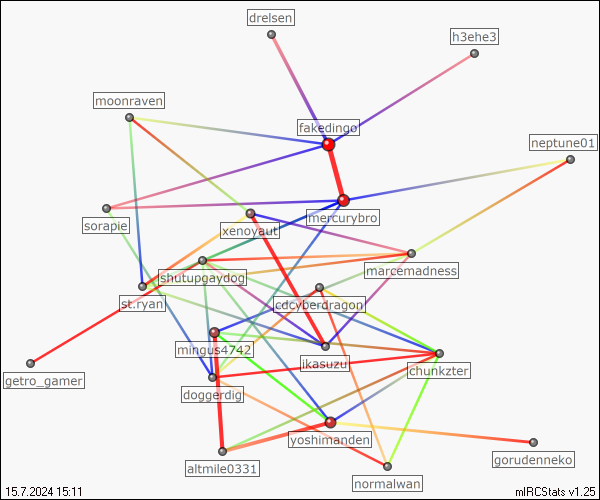 drelsen
h3ehe3
moonraven
fakedingo
neptune01
mercurybro
sorapie
xenoyaut
marcemadness
shutupgaydog
st.ryan
cdcyberdragon
mingus4742
ikasuzu
chunkzter
getro_gamer
doggerdig
yoshimanden
gorudenneko
altmile0331
normalwan
15.7.2024 15:11
mIRCStats v1.25